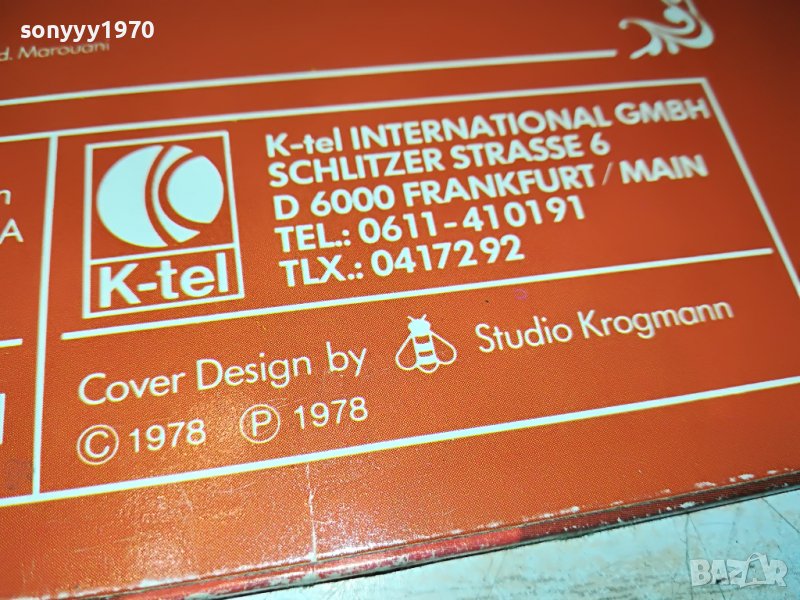 sonyyy1970
d. Marouani
n
A
K-tel
K-tel INTERNATIONAL GMBH
SCHLITZER STRASSE 6
D 6000 FRANKFURT / MAIN
TEL.: 0611-410191
TLX.: 0417292
Cover Design by Studio Krogmann
© 1978 ℗ 1978
BAZAR